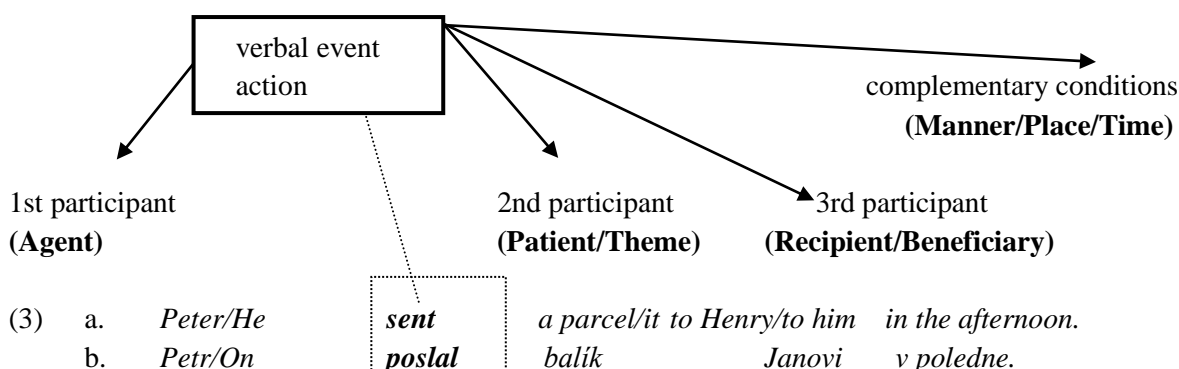 verbal event
action
complementary conditions
(Manner/Place/Time)
1st participant 2nd participant 3rd participant
(Agent) (Patient/Theme) (Recipient/Beneficiary)
(3) a. Peter/He sent a parcel/it to Henry/to him in the afternoon.
b. Petr/On poslal balík Janovi v poledne.